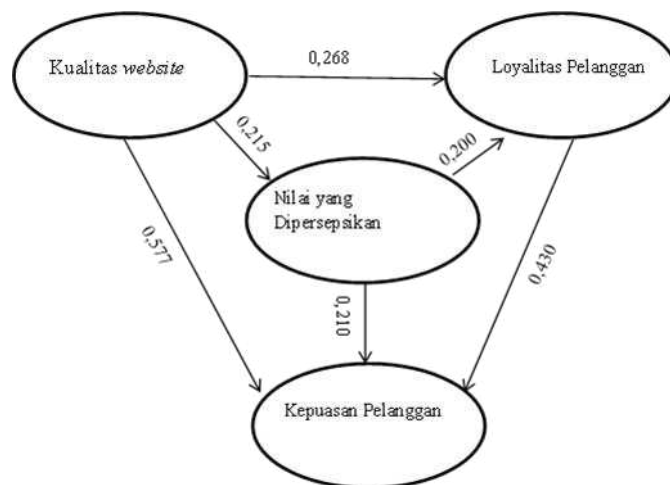 Kualitas website
0,268
Loyalitas Pelanggan
0,215
0,200
Nilai yang
Dipersepsikan
0,577
0,210
0,430
Kepuasan Pelanggan